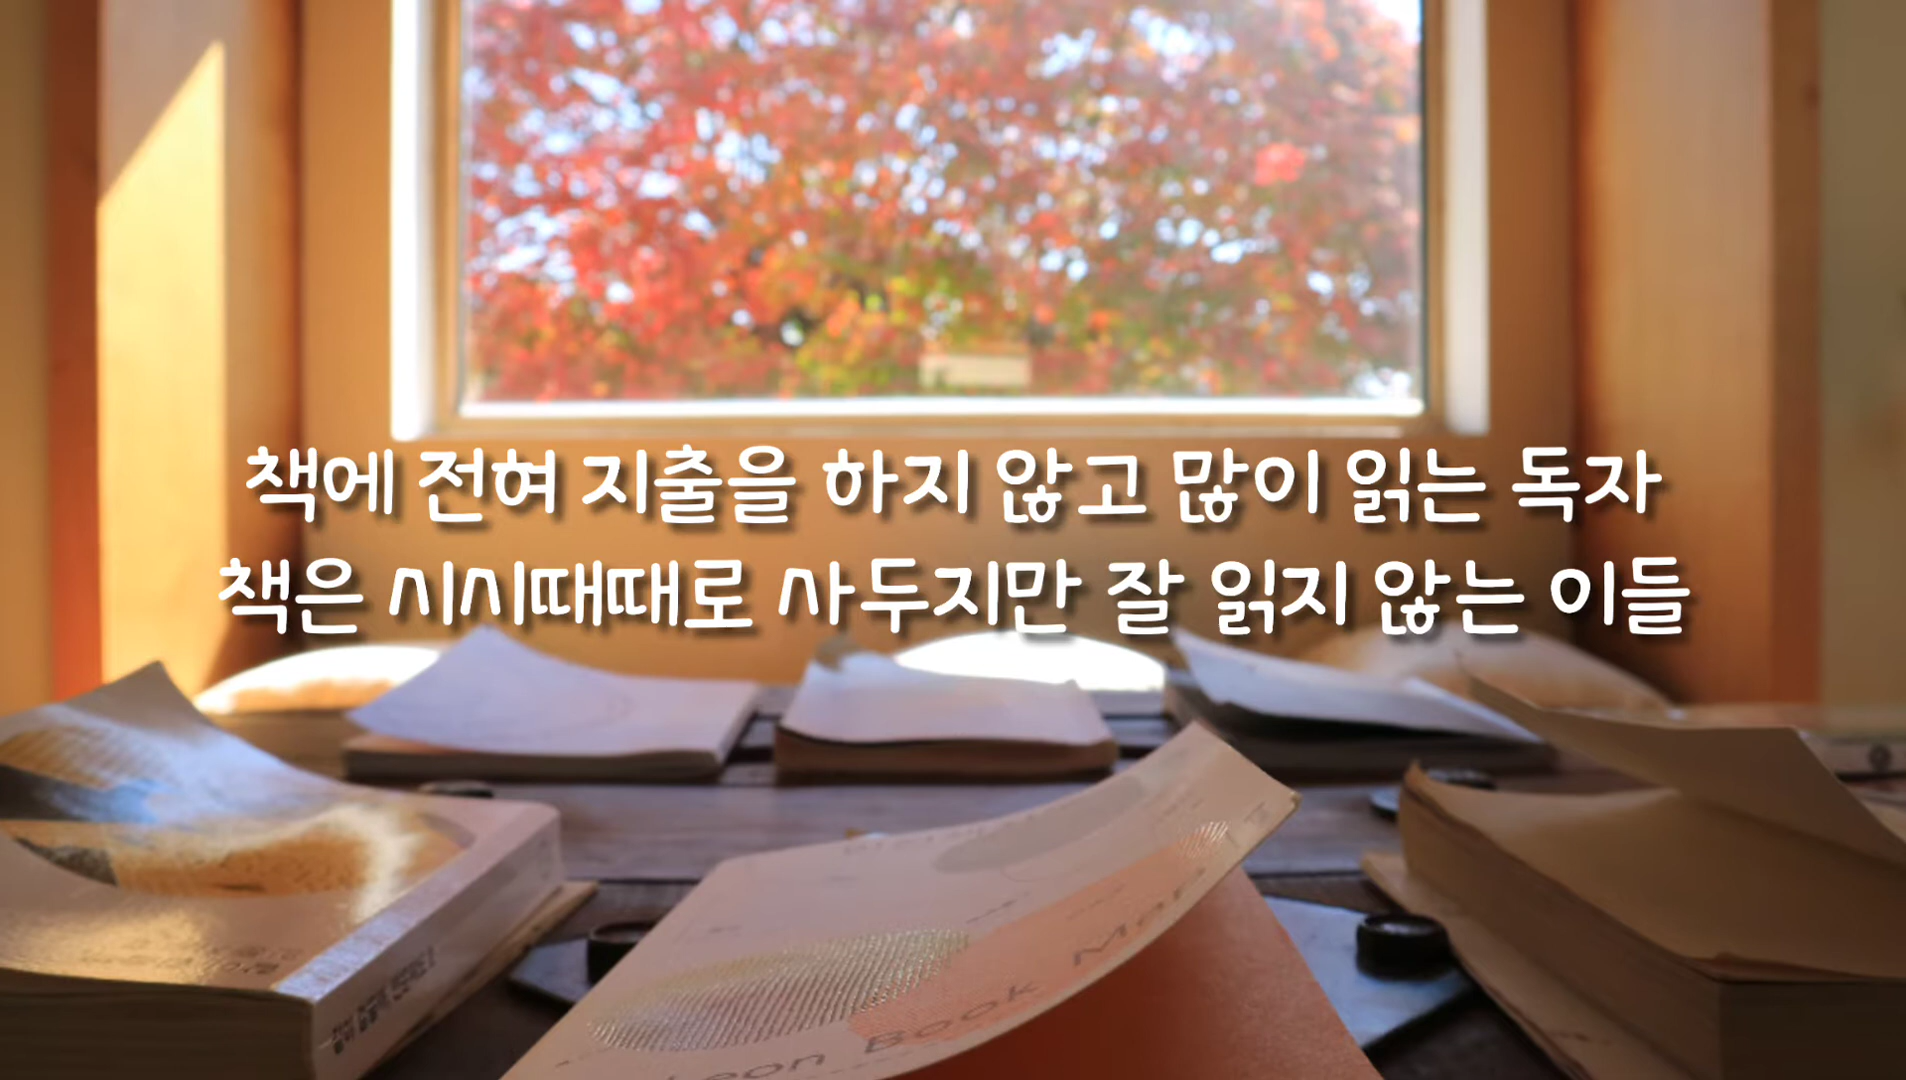 책에 전혀 지출을 하지 않고 많이 읽는 독자
책은 시시때때로 사두지만 잘 읽지 않는 이들
Book